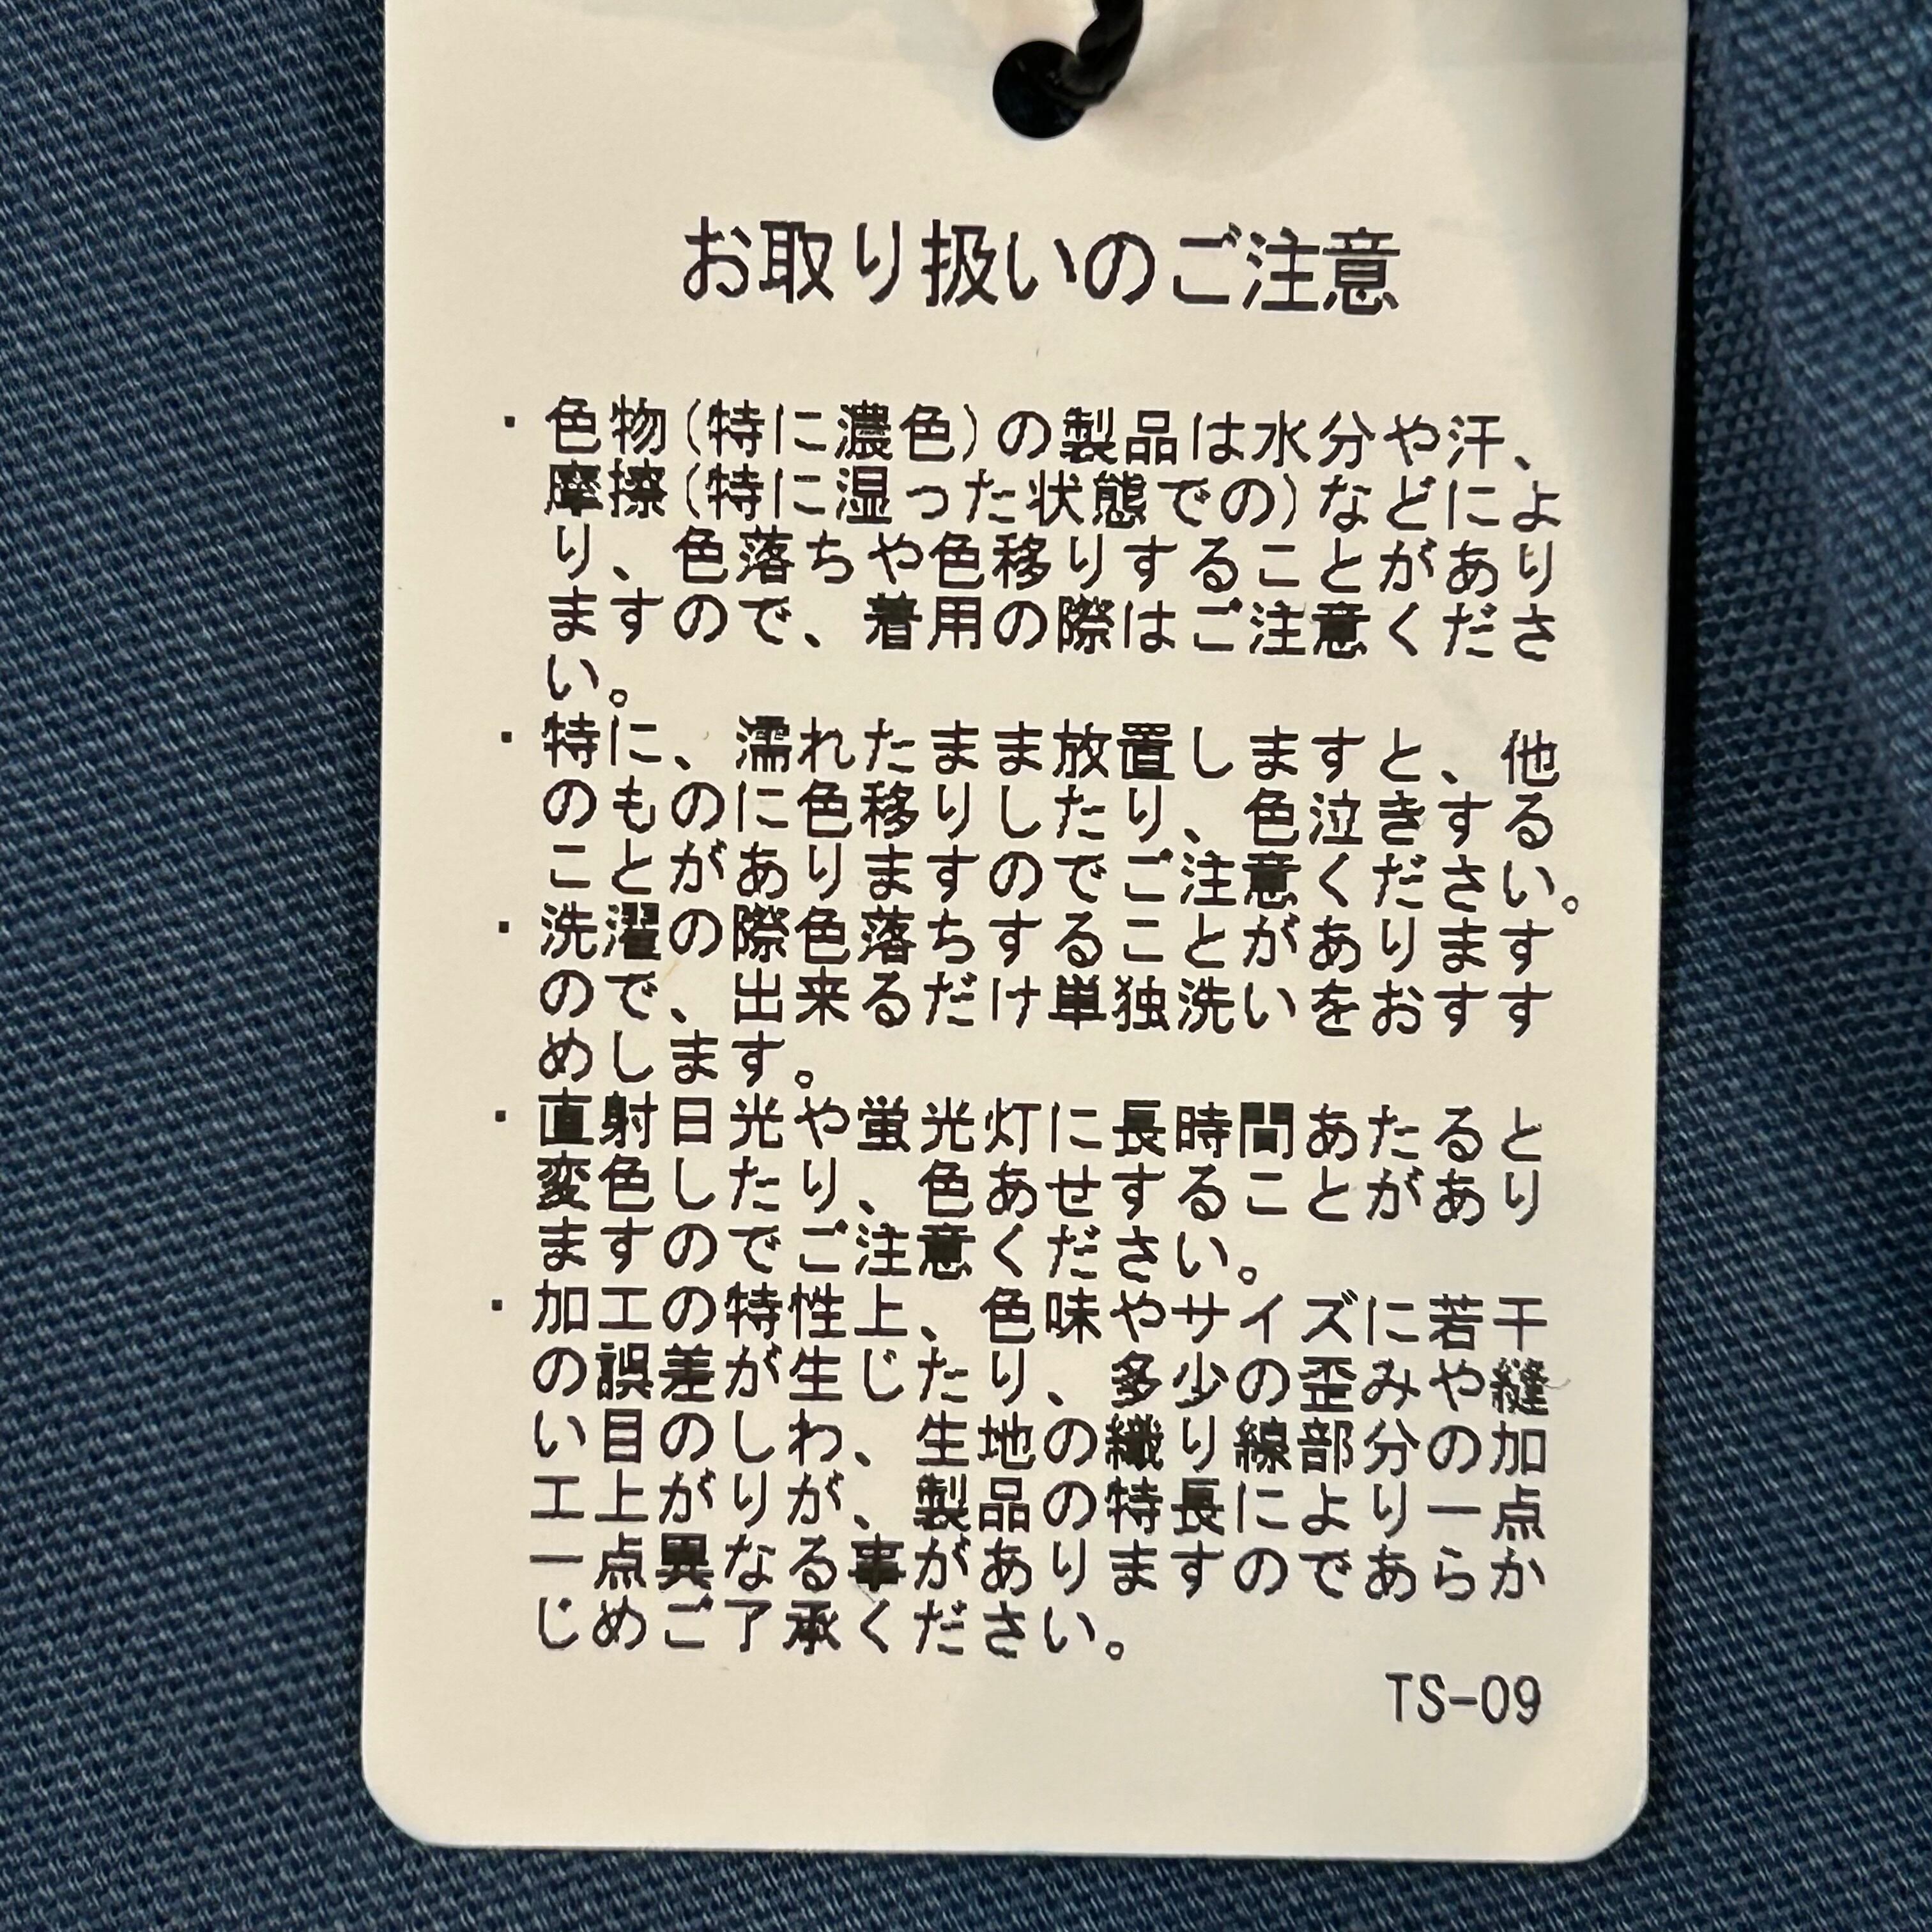 お取り扱いのご注意
・色物(特に濃色)の製品は水分や汗、
摩擦(特に湿った状態での)などによ
り、色落ちや色移りすることがあり
ますので、着用の際はご注意くださ
い。
・特に、濡れたまま放置しますと、他
のものに色移りしたり、色泣きする
ことがありますのでご注意ください。
・洗濯の際色落ちすることがあります
ので、出来るだけ単独洗いをおすす
めします。
・直射日光や蛍光灯に長時間あたると
変色したり、色あせすることがあり
ますのでご注意ください。
・加工の特性上、色味やサイズに若干
の誤差が生じたり、多少の歪みや縫
い目のしわ、生地の織り線部分の加
工上がりが、製品の特長により一点
一点異なる事がありますのであらか
じめご了承ください。
TS-09